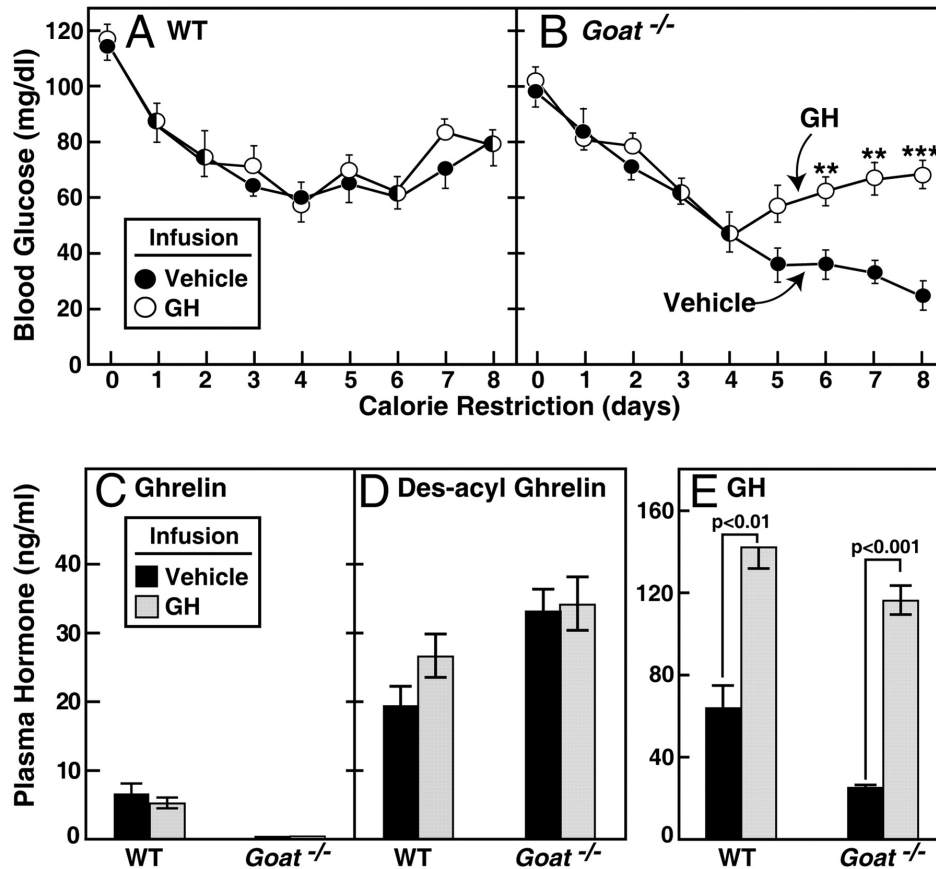 A WT
B Goat -/-
Blood Glucose (mg/dl)
120
100
80
60
40
20
0
Infusion
Vehicle
GH
GH
** ** ***
Vehicle
0 1 2 3 4 5 6 7 8
0 1 2 3 4 5 6 7 8
Calorie Restriction (days)
Plasma Hormone (ng/ml)
C Ghrelin
40
30
20
10
0
Infusion
Vehicle
GH
WT Goat -/-
D Des-acyl Ghrelin
WT Goat -/-
E GH
160
120
80
40
0
p<0.01
p<0.001
WT Goat -/-